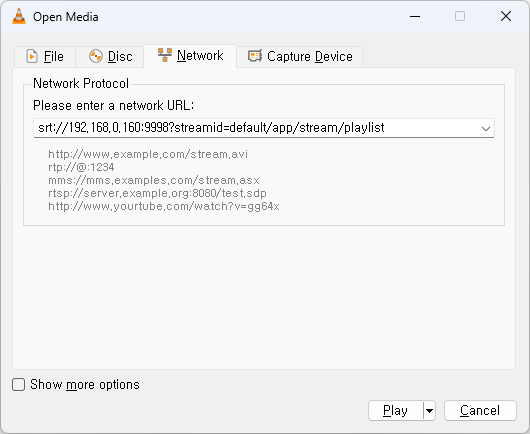 Open Media
File
Disc
Network
Capture Device
Network Protocol
Please enter a network URL:
srt://192.168.0.160:9998?streamid=default/app/stream/playlist
http://www.example.com/stream.avi
rtp://@:1234
mms://mms.examples.com/stream.asx
rtsp://server.example.org:8080/test.sdp
http://www.yourtube.com/watch?v=gg64x
Show more options
Play
Cancel